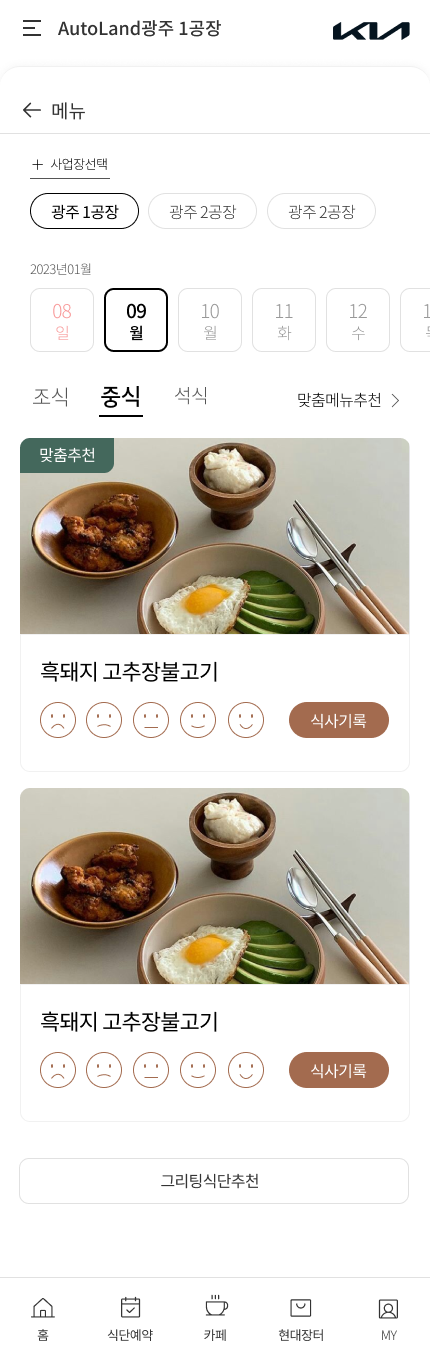 AutoLand광주 1공장
KIA
메뉴
사업장선택
광주 1공장 광주 2공장 광주 2공장
2023년01월
08 09 10 11 12
일 월 월 화 수
조식 중식 석식 맞춤메뉴추천
맞춤추천
흑돼지 고추장불고기
식사기록
흑돼지 고추장불고기
식사기록
그리팅식단추천
홈 식단예약 카페 현대장터 MY